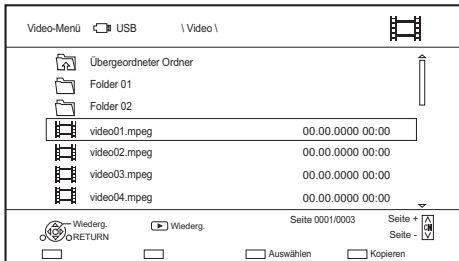 Video-Menü USB \ Video \
Übergeordneter Ordner
Folder 01
Folder 02
video01.mpeg 00.00.0000 00:00
video02.mpeg 00.00.0000 00:00
video03.mpeg 00.00.0000 00:00
video04.mpeg 00.00.0000 00:00
Wiederg. Wiederg. Seite 0001/0003 Seite +
RETURN Seite - CH
Auswählen Kopieren